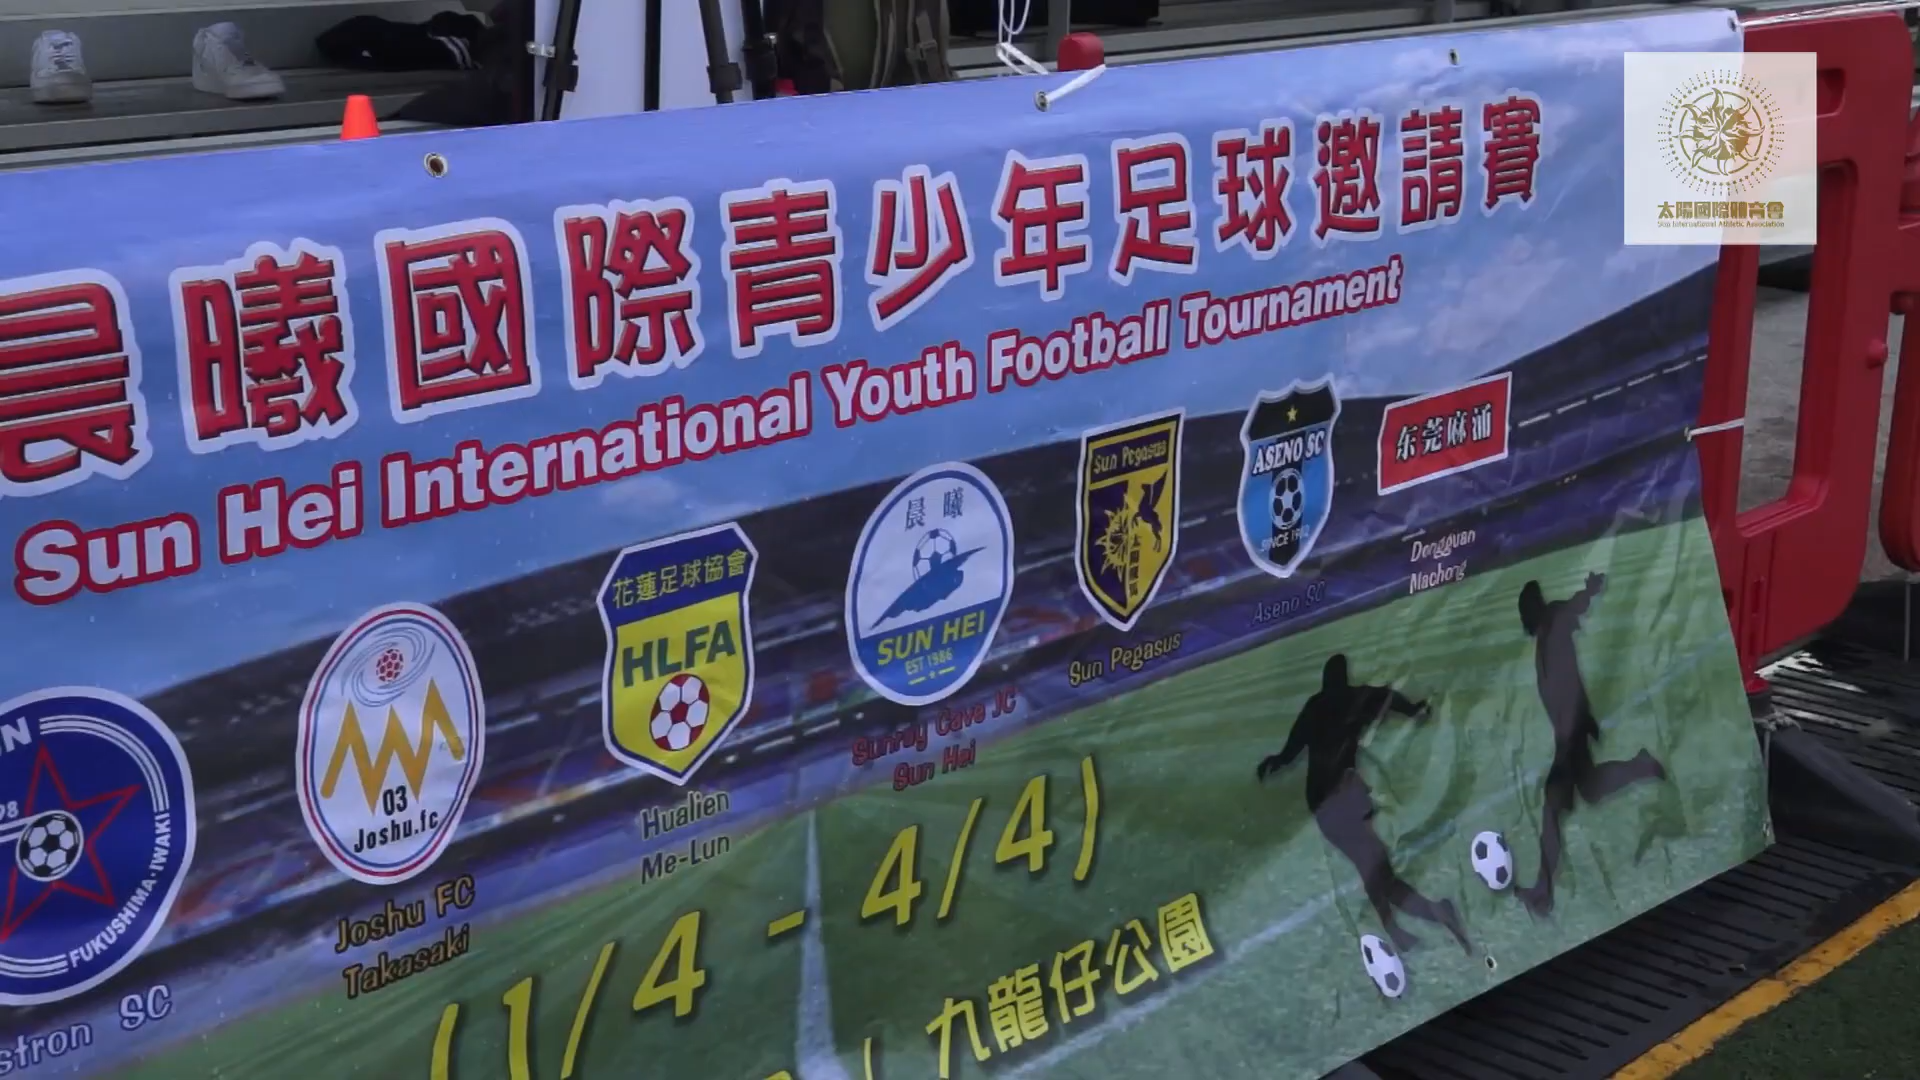 晨曦國際青少年足球邀請賽
Sun Hei International Youth Football Tournament
太陽國際體育會
Sun International Athletic Association
FUKUSHIMA·IWAKI
SC
03
Joshu.fc
Joshu FC
Takasaki
花蓮足球協會
HLFA
Hualien
Me-Lun
晨曦
SUN HEI
EST 1986
Sunray Cave JC
Sun Hei
Sun Pegasus
Sun Pegasus
ASENO SC
Aseno SC
东莞麻涌
Dongguan
Machong
(1/4 - 4/4)
九龍仔公園